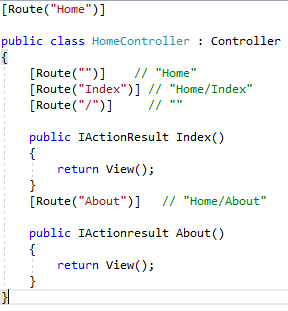 [Route("Home")]
public class HomeController : Controller
{
[Route("")] // "Home"
[Route("Index")] // "Home/Index"
[Route("/")] // ""
public IActionResult Index()
{
return View();
}
[Route("About")] // "Home/About"
public IActionresult About()
{
return View();
}
}